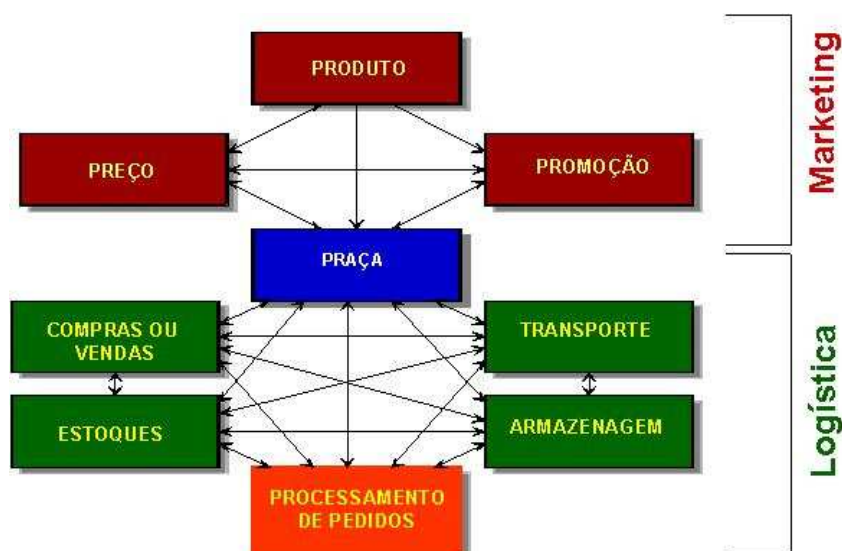 PRODUTO
PREÇO
PROMOÇÃO
Marketing
PRAÇA
COMPRAS OU
VENDAS
TRANSPORTE
ESTOQUES
ARMAZENAGEM
Logística
PROCESSAMENTO
DE PEDIDOS